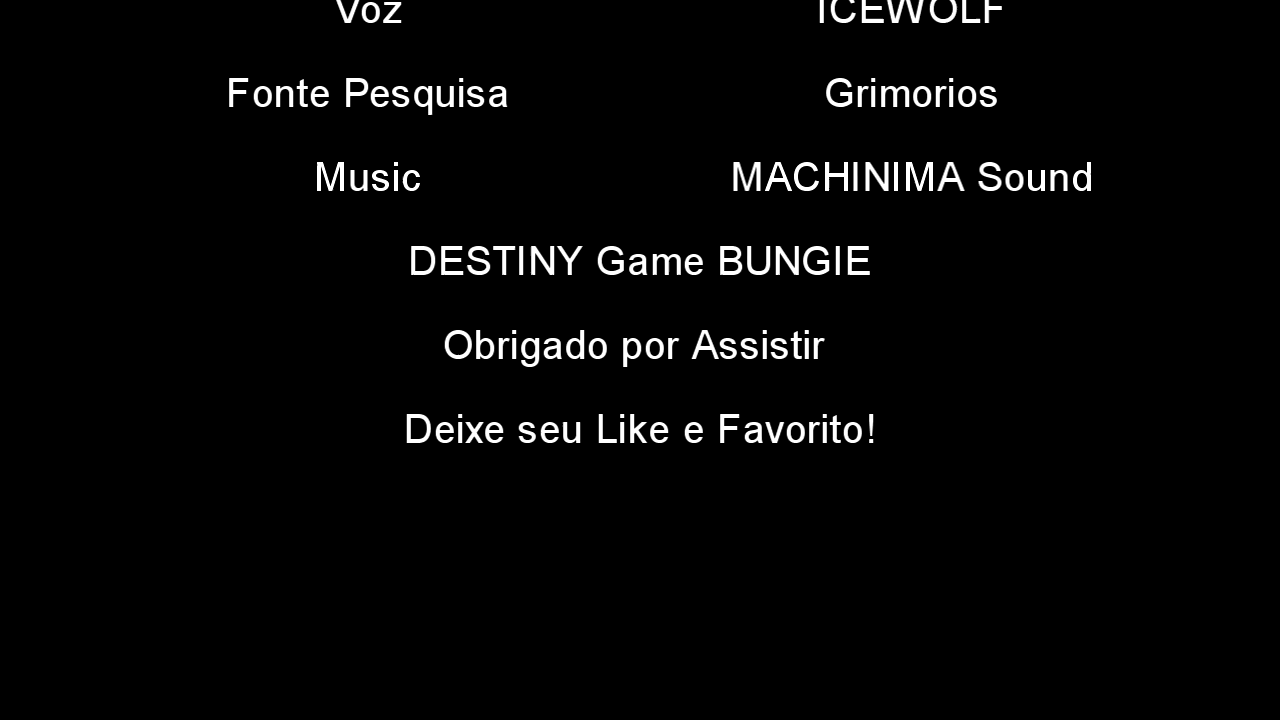 Voz ICEWOLF
Fonte Pesquisa Grimorios
Music MACHINIMA Sound
DESTINY Game BUNGIE
Obrigado por Assistir
Deixe seu Like e Favorito!